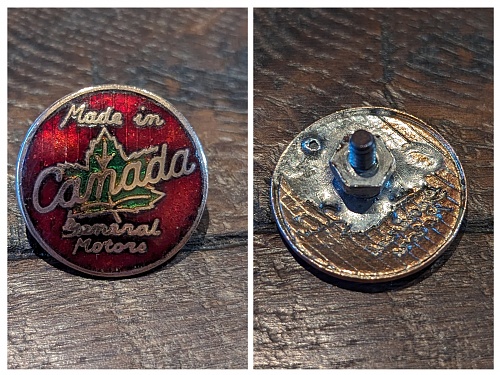 Made in
Canada
General
Motors